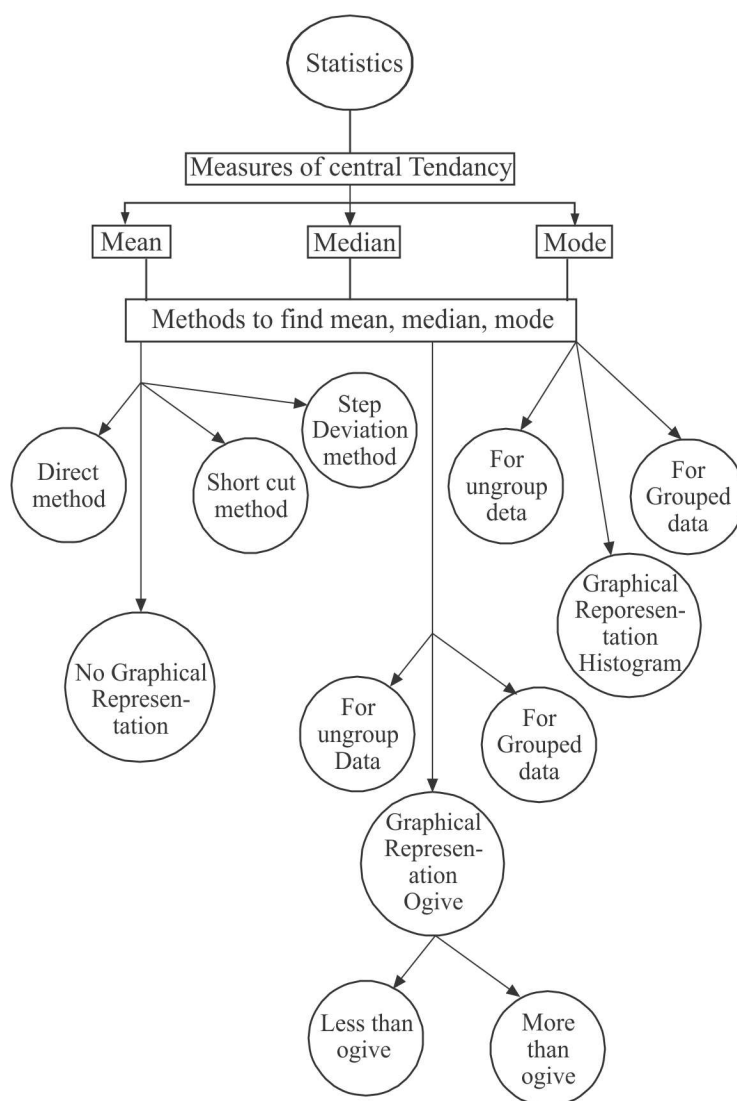 Statistics
Measures of central Tendancy
Mean
Median
Mode
Methods to find mean, median, mode
Direct
method
Short cut
method
Step
Deviation
method
No Graphical
Represen-
tation
For
ungroup
Data
For
Grouped
data
Graphical
Represen-
ation
Ogive
Less than
ogive
More
than
ogive
For
ungroup
deta
For
Grouped
data
Graphical
Reporesen-
tation
Histogram